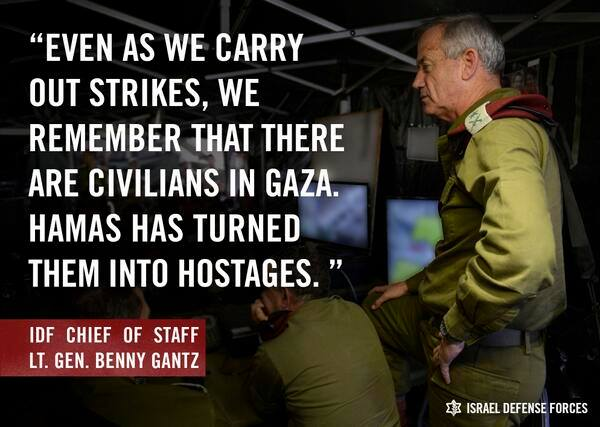 “EVEN AS WE CARRY
OUT STRIKES, WE
REMEMBER THAT THERE
ARE CIVILIANS IN GAZA.
HAMAS HAS TURNED
THEM INTO HOSTAGES. ”
IDF CHIEF OF STAFF
LT. GEN. BENNY GANTZ
ISRAEL DEFENSE FORCES